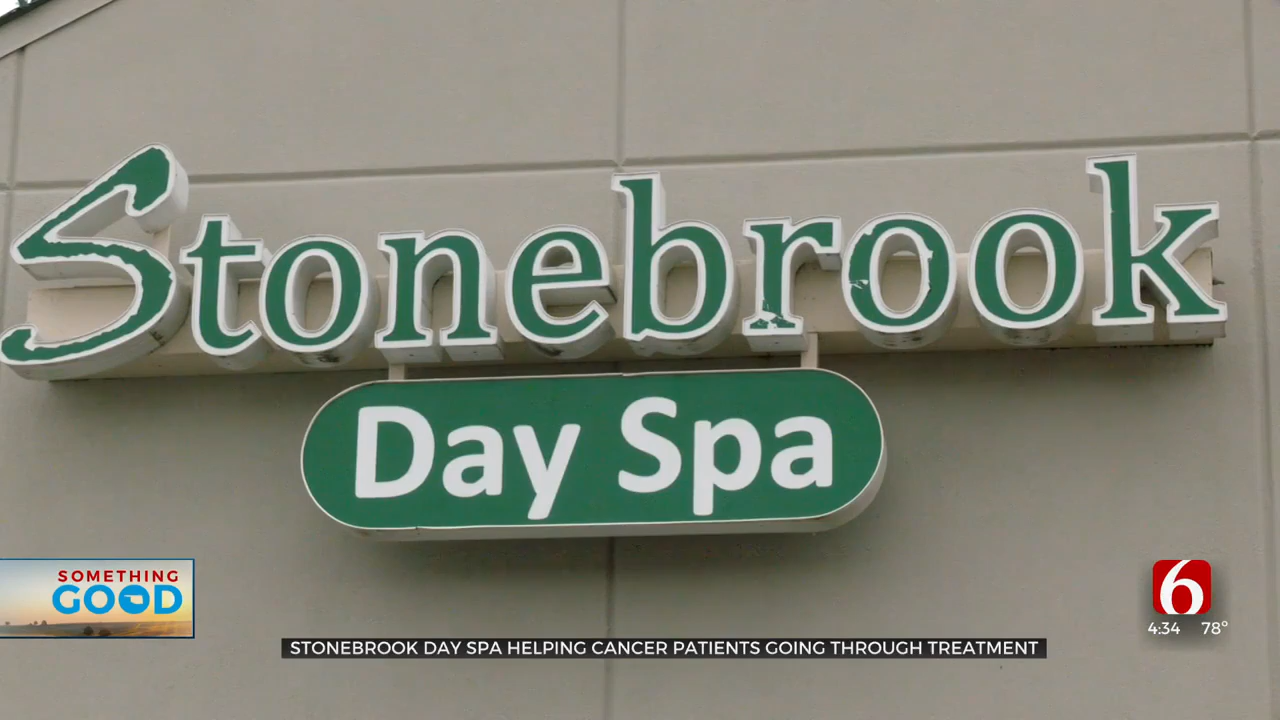 Stonebrook
Day Spa
SOMETHING
GOOD
6
4:34 78°
STONEBROOK DAY SPA HELPING CANCER PATIENTS GOING THROUGH TREATMENT